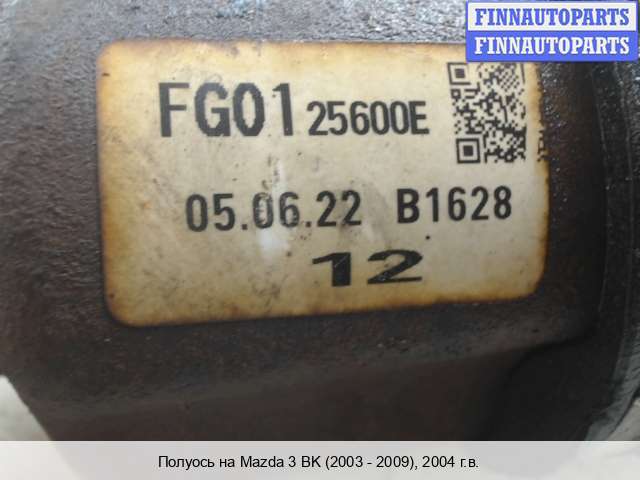 FINNAUTOPARTS
FINNAUTOPARTS
FG01 25600E
05.06.22 B1628
12
Полуось на Mazda 3 BK (2003 - 2009), 2004 г.в.